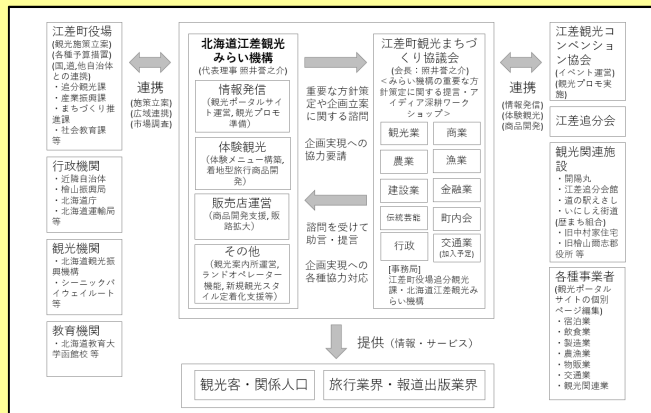 江差町役場
(観光施策立案)
(各種予算措置)
(国,道,他自治体
との連携)
・追分観光課
・産業振興課
・まちづくり推
進課
・社会教育課
等
行政機関
・近隣自治体
・檜山振興局
・北海道庁
・北海道運輸局
等
観光機関
・北海道観光振
興機構
・シーニックバ
イウェイルート等
教育機関
・北海道教育大
学函館校 等
連携
(施策立案)
(広域連携)
(市場調査)
北海道江差観光
みらい機構
(代表理事 照井誉之介)
情報発信
(観光ポータルサイト
運営, 観光プロモ
準備)
体験観光
(体験メニュー構築,
着地型旅行商品開
発)
販売店運営
(商品開発支援, 販
路拡大)
その他
(観光案内所運営,
ランドオペレーター
機能, 新規観光スタ
イル定着化支援等)
重要な方針策
定や企画立案
に関する諮問
企画実現への
協力要請
諮問を受けて
助言・提言
企画実現への
各種協力対応
江差町観光まちづ
くり協議会
(会長：照井誉之介)
＜みらい機構の重要な方
針策定に関する提言・ア
イディア深耕ワーク
ショップ＞
観光業
商業
農業
漁業
建設業
金融業
伝統芸能
町内会
行政
交通業
(加入予定)
[事務局]
江差町役場追分観光
課・北海道江差観光み
らい機構
連携
(情報発信)
(体験観光)
(商品開発)
江差観光コ
ンベンショ
ン協会
(イベント運営)
(観光プロモ実
施)
江差追分会
観光関連施
設
・開陽丸
・江差追分会館
・道の駅えさし
・いにしえ街道
(歴まち組合)
・旧中村家住宅
・旧檜山爾志郡
役所 等
各種事業者
(観光ポータル
サイトの個別
ページ編集)
・宿泊業
・飲食業
・製造業
・農漁業
・物販業
・交通業
・観光関連業
提供（情報・サービス）
観光客・関係人口
旅行業界・報道出版業界